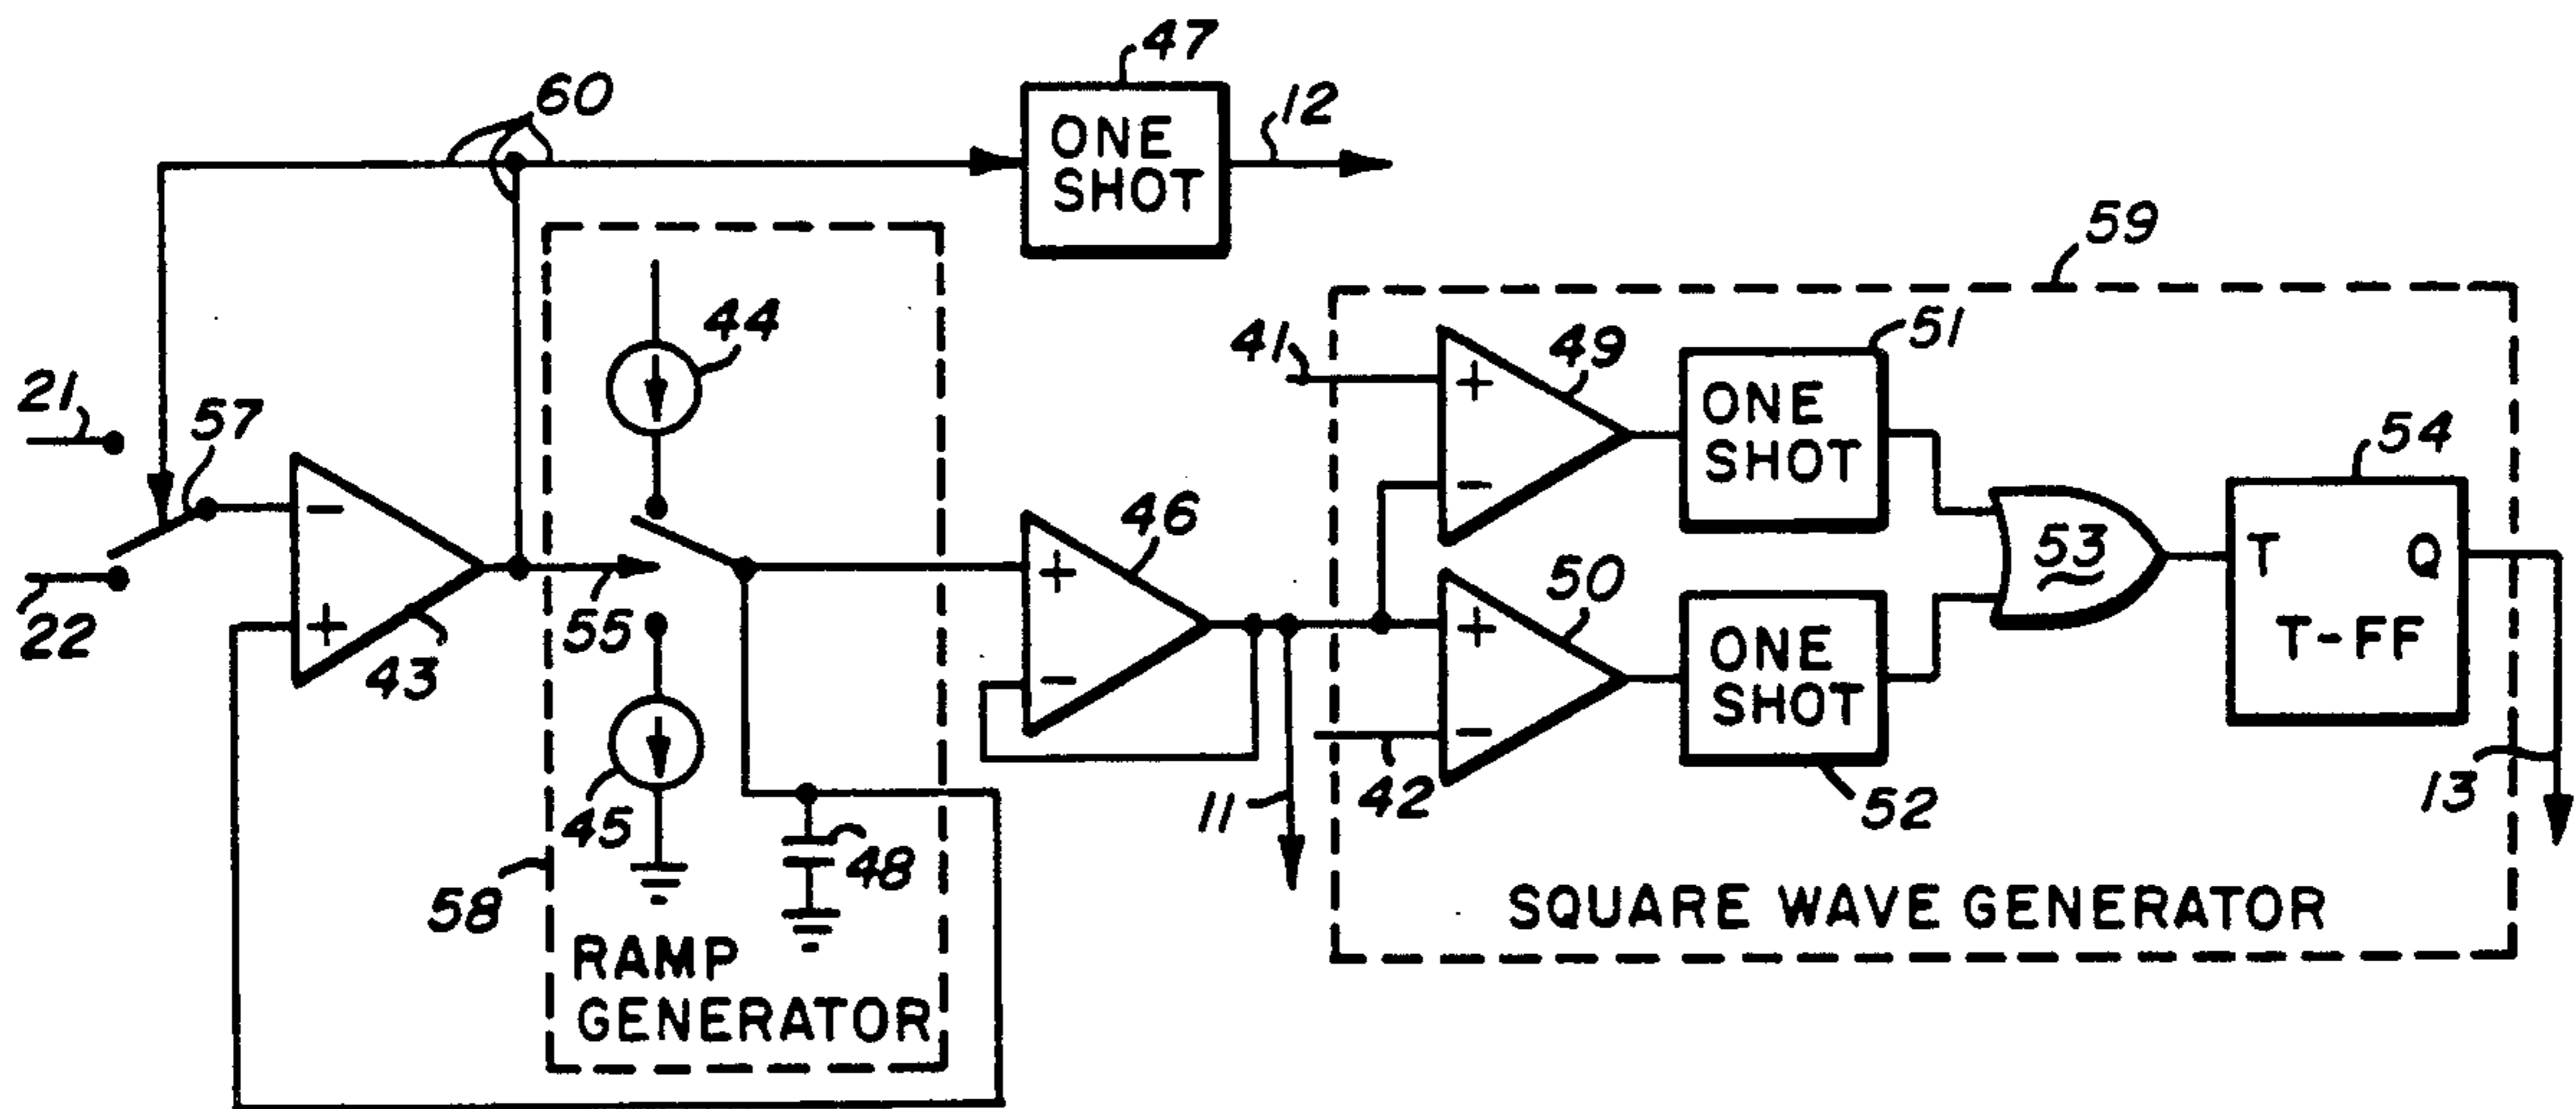 47
60
ONE
SHOT
12
59
44
41
49
51
21
57
ONE
SHOT
54
+
-
-
46
50
53
T Q
T-FF
+
+
22
+
43
55
-
ONE
SHOT
-
45
48
11
42
52
13
58
RAMP
GENERATOR
SQUARE WAVE GENERATOR